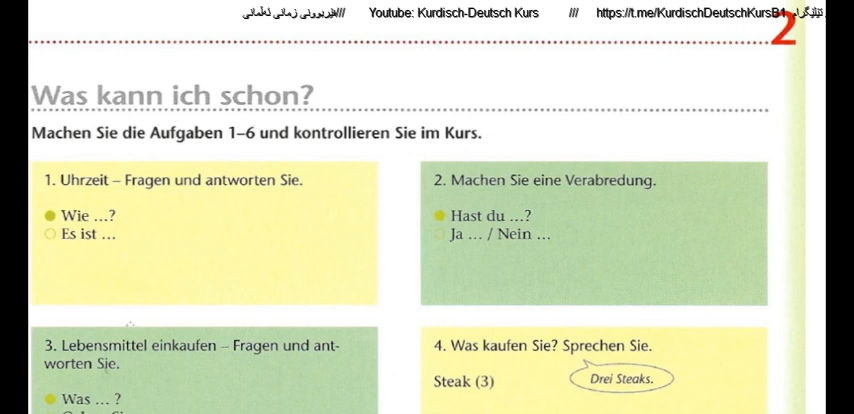 فێربوونی زمانی ئەڵمانی/// Youtube: Kurdisch-Deutsch Kurs /// https://t.me/KurdischDeutschKursB1
2
Was kann ich schon?
Machen Sie die Aufgaben 1–6 und kontrollieren Sie im Kurs.
1. Uhrzeit – Fragen und antworten Sie.
Wie …?
Es ist …
2. Machen Sie eine Verabredung.
Hast du …?
Ja … / Nein …
3. Lebensmittel einkaufen – Fragen und ant-
worten Sie.
Was … ?
4. Was kaufen Sie? Sprechen Sie.
Steak (3)
Drei Steaks.